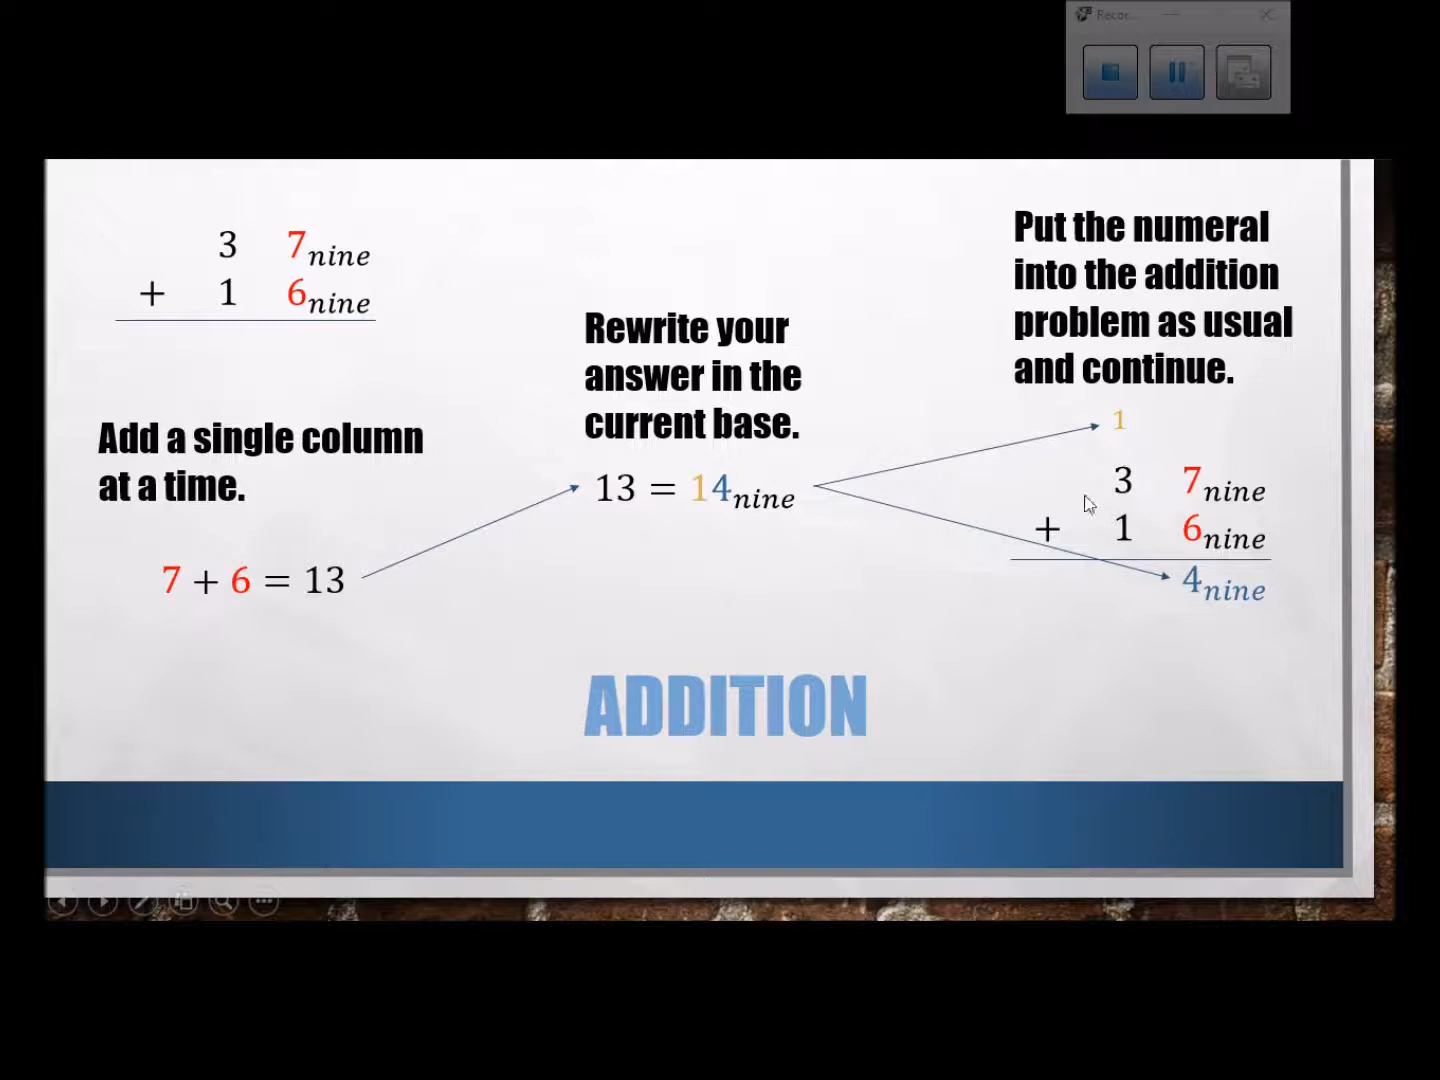 Recor...
3 7nine
+ 1 6nine
Add a single column
at a time.
7 + 6 = 13
Rewrite your
answer in the
current base.
13 = 14nine
Put the numeral
into the addition
problem as usual
and continue.
1
3 7nine
+ 1 6nine
4nine
ADDITION